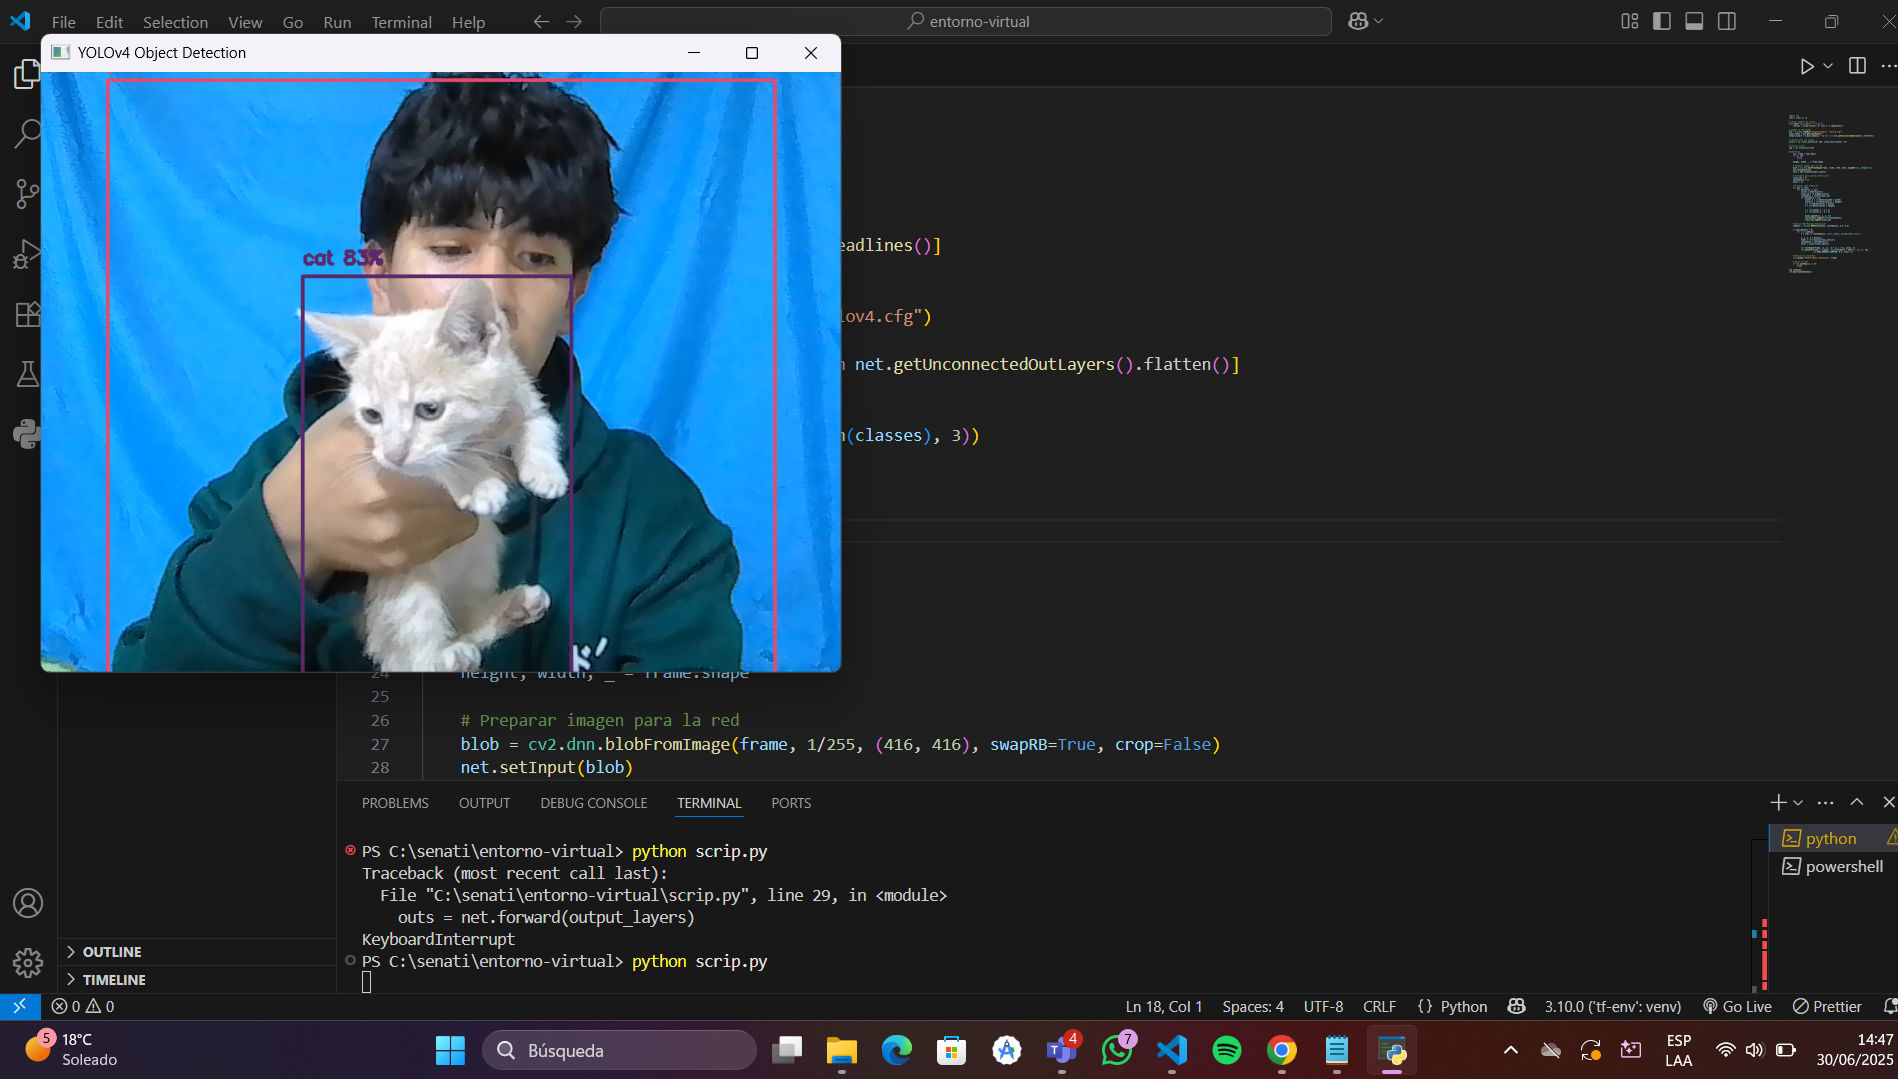 File Edit Selection View Go Run Terminal Help
entorno-virtual
YOLOv4 Object Detection
cat 83%
eadlines()]
ov4.cfg")
net.getUnconnectedOutLayers().flatten()]
(classes), 3))
24 height, width, _ = frame.shape
25
26 # Preparar imagen para la red
27 blob = cv2.dnn.blobFromImage(frame, 1/255, (416, 416), swapRB=True, crop=False)
28 net.setInput(blob)
PROBLEMS OUTPUT DEBUG CONSOLE TERMINAL PORTS
PS C:\senati\entorno-virtual> python scrip.py
Traceback (most recent call last):
File "C:\senati\entorno-virtual\scrip.py", line 29, in <module>
outs = net.forward(output_layers)
KeyboardInterrupt
PS C:\senati\entorno-virtual> python scrip.py
python
powershell
OUTLINE
TIMELINE
0 0
Ln 18, Col 1 Spaces: 4 UTF-8 CRLF {} Python 3.10.0 ('tf-env': venv) Go Live Prettier
5
18°C
Soleado
Búsqueda
4
7
ESP
LAA
14:47
30/06/2025